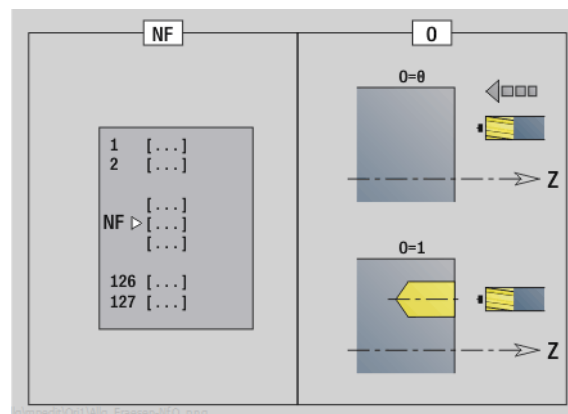 NF
1 [...]
2 [...]
[...]
NF [...]
[...]
126 [...]
127 [...]
O
O=0
Z
O=1
Z